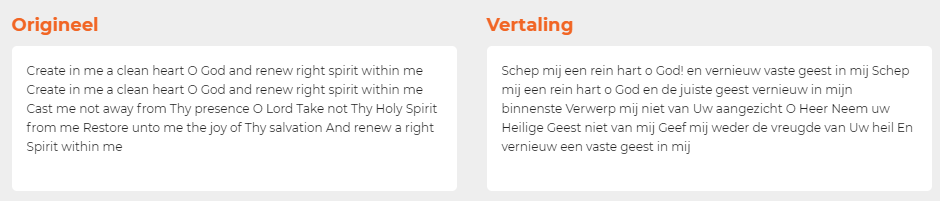 Origineel
Create in me a clean heart O God and renew right spirit within me
Create in me a clean heart O God and renew right spirit within me
Cast me not away from Thy presence O Lord Take not Thy Holy Spirit
from me Restore unto me the joy of Thy salvation And renew a right
Spirit within me
Vertaling
Schep mij een rein hart o God! en vernieuw vaste geest in mij Schep
mij een rein hart o God en de juiste geest vernieuw in mijn
binnenste Verwerp mij niet van Uw aangezicht O Heer Neem uw
Heilige Geest niet van mij Geef mij weder de vreugde van Uw heil En
vernieuw een vaste geest in mij